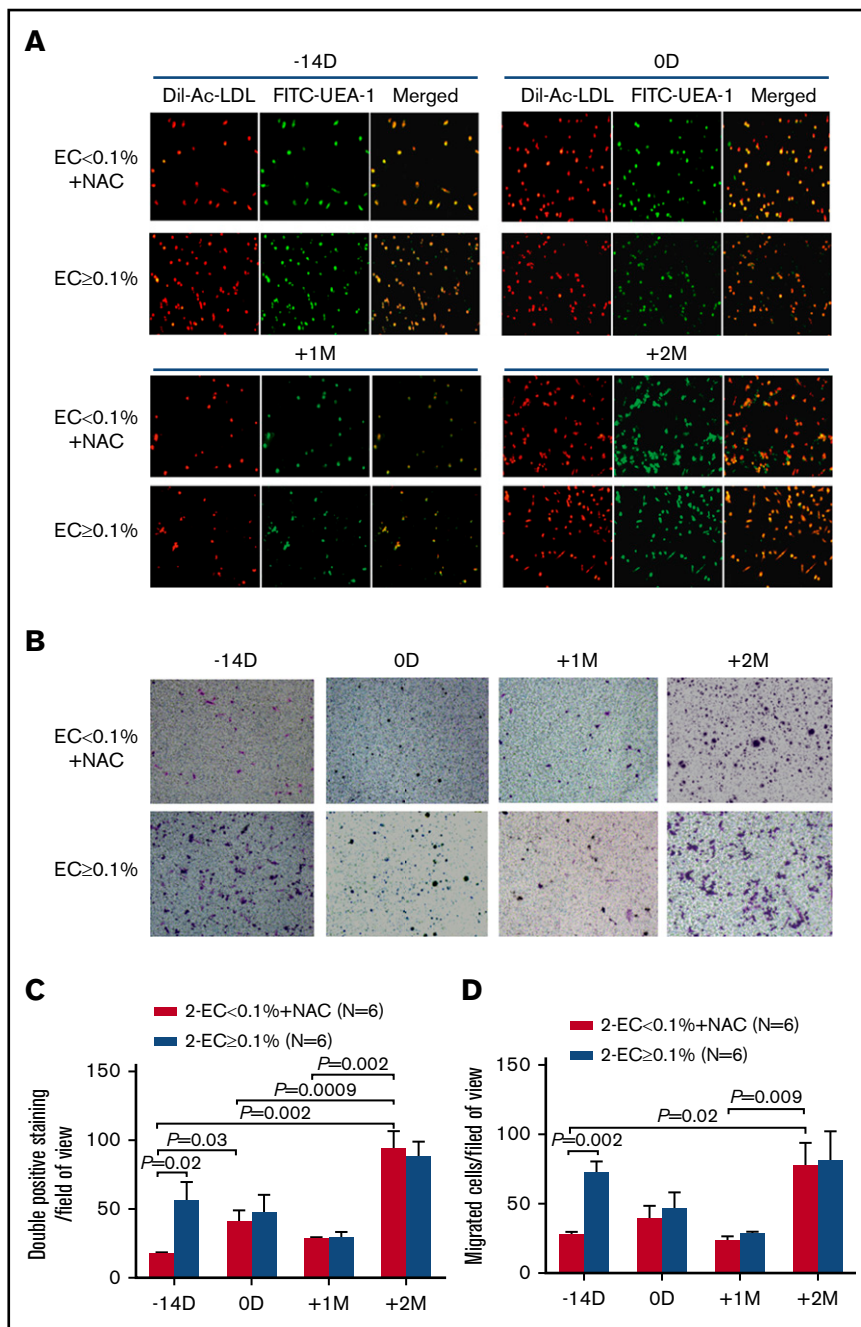 A
-14D
0D
Dil-Ac-LDL FITC-UEA-1 Merged
Dil-Ac-LDL FITC-UEA-1 Merged
EC<0.1%
+NAC
EC≥0.1%
+1M
+2M
EC<0.1%
+NAC
EC≥0.1%
B
-14D
0D
+1M
+2M
EC<0.1%
+NAC
EC≥0.1%
C
2-EC<0.1%+NAC (N=6)
2-EC≥0.1% (N=6)
Double positive staining
/field of view
150
100
50
0
P=0.002
P=0.0009
P=0.002
P=0.03
P=0.02
-14D
0D
+1M
+2M
D
2-EC<0.1%+NAC (N=6)
2-EC≥0.1% (N=6)
Migrated cells/filed of view
150
100
50
0
P=0.009
P=0.02
P=0.002
-14D
0D
+1M
+2M